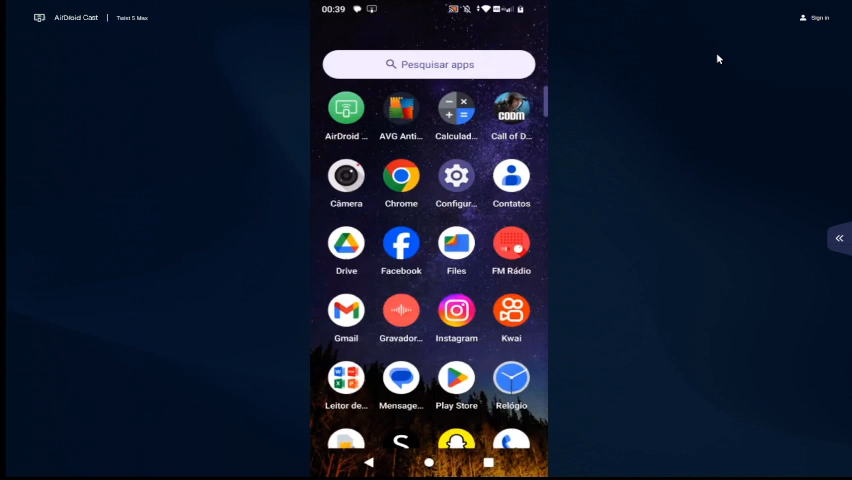 AirDroid Cast | Twist 5 Max
Sign in
00:39
Pesquisar apps
AirDroid ... AVG Anti... Calculad... Call of D...
Câmera Chrome Configur... Contatos
Drive Facebook Files FM Rádio
Gmail Gravador... Instagram Kwai
Leitor de... Mensage... Play Store Relógio